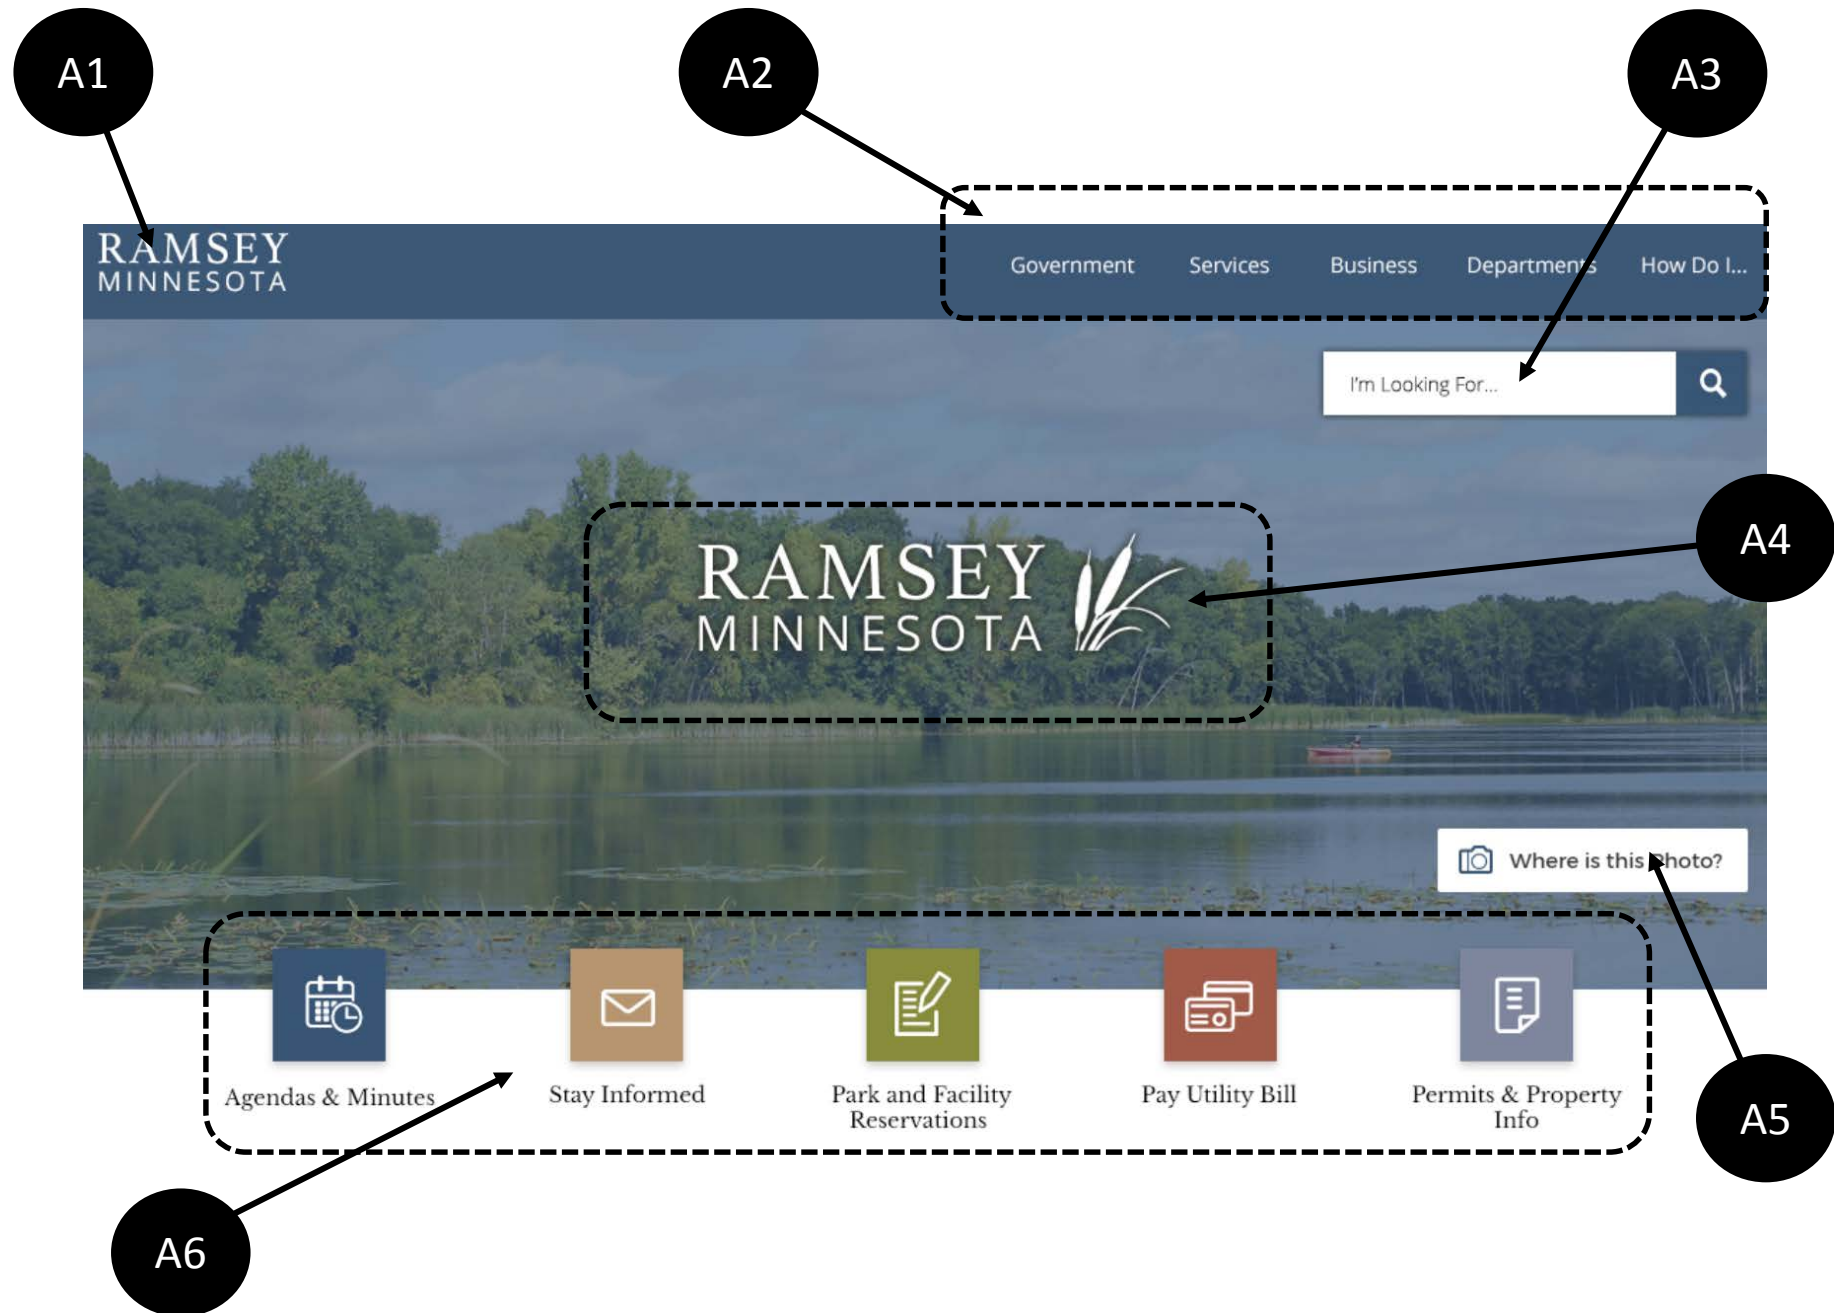 A1
A2
A3
RAMSEY
MINNESOTA
Government Services Business Departments How Do I...
I'm Looking For...
A4
RAMSEY
MINNESOTA
Where is this Photo?
Agendas & Minutes
Stay Informed
Park and Facility
Reservations
Pay Utility Bill
Permits & Property
Info
A5
A6